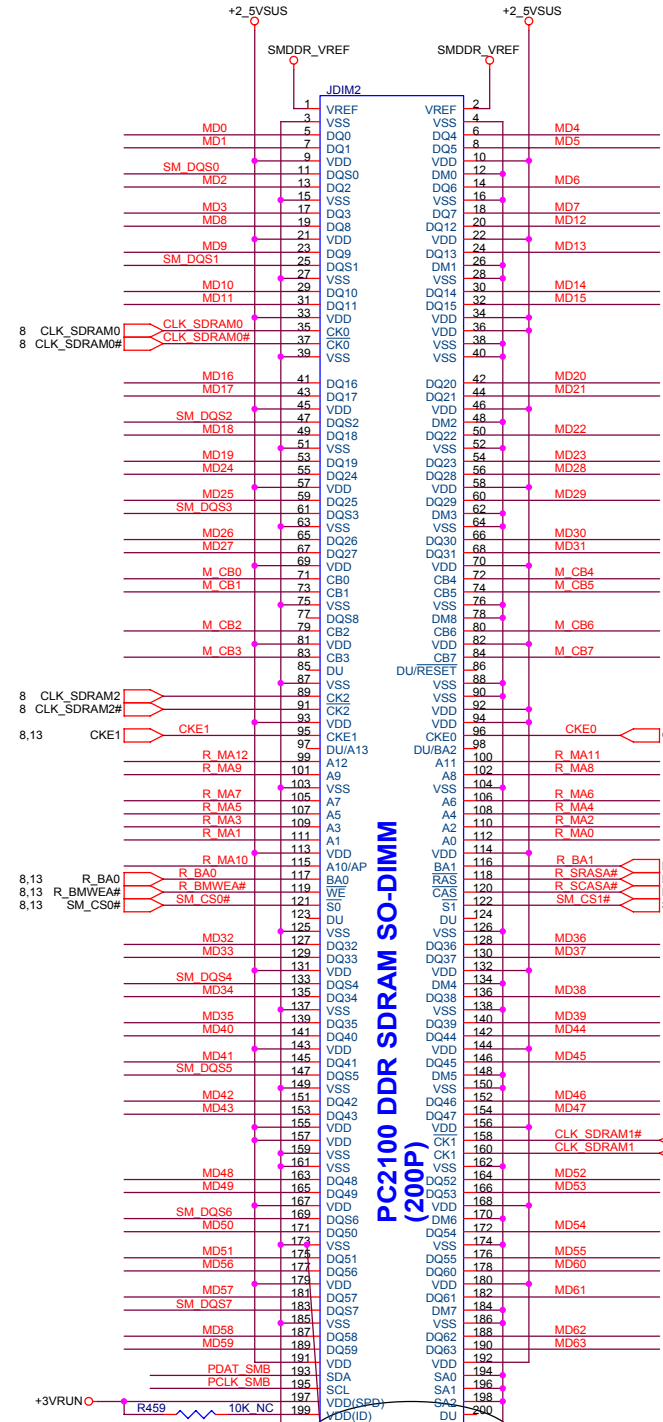 +2_5VSUS +2_5VSUS
SMDDR_VREF SMDDR_VREF
JDIM2
1 VREF VREF 2
3 VSS VSS 4
MD0 5 DQ0 DQ4 6 MD4
MD1 7 DQ1 DQ5 8 MD5
9 VDD VDD 10
SM_DQS0 11 DQS0 DM0 12
MD2 13 DQ2 DQ6 14 MD6
15 VSS VSS 16
MD3 17 DQ3 DQ7 18 MD7
MD8 19 DQ8 DQ12 20 MD12
21 VDD VDD 22
MD9 23 DQ9 DQ13 24 MD13
SM_DQS1 25 DQS1 DM1 26
27 VSS VSS 28
MD10 29 DQ10 DQ14 30 MD14
MD11 31 DQ11 DQ15 32 MD15
33 VDD VDD 34
8 CLK_SDRAM0 CLK_SDRAM0 35 CK0 VDD 36
8 CLK_SDRAM0# CLK_SDRAM0# 37 CK0 VSS 38
39 VSS VSS 40
MD16 41 DQ16 DQ20 42 MD20
MD17 43 DQ17 DQ21 44 MD21
45 VDD VDD 46
SM_DQS2 47 DQS2 DM2 48
MD18 49 DQ18 DQ22 50 MD22
51 VSS VSS 52
MD19 53 DQ19 DQ23 54 MD23
MD24 55 DQ24 DQ28 56 MD28
57 VDD VDD 58
MD25 59 DQ25 DQ29 60 MD29
SM_DQS3 61 DQS3 DM3 62
63 VSS VSS 64
MD26 65 DQ26 DQ30 66 MD30
MD27 67 DQ27 DQ31 68 MD31
69 VDD VDD 70
M_CB0 71 CB0 CB4 72 M_CB4
M_CB1 73 CB1 CB5 74 M_CB5
75 VSS VSS 76
77 DQS8 DM8 78
M_CB2 79 CB2 CB6 80 M_CB6
81 VDD VDD 82
M_CB3 83 CB3 CB7 84 M_CB7
85 DU DU/RESET 86
87 VSS VSS 88
8 CLK_SDRAM2 89 CK2 VSS 90
8 CLK_SDRAM2# 91 CK2 VDD 92
93 VDD VDD 94
8,13 CKE1 CKE1 95 CKE1 CKE0 96 CKE0
97 DU/A13 DU/BA2 98
R_MA12 99 A12 A11 100 R_MA11
R_MA9 101 A9 A8 102 R_MA8
103 VSS VSS 104
R_MA7 105 A7 A6 106 R_MA6
R_MA5 107 A5 A4 108 R_MA4
R_MA3 109 A3 A2 110 R_MA2
R_MA1 111 A1 A0 112 R_MA0
113 VDD VDD 114
R_MA10 115 A10/AP BA1 116 R_BA1
8,13 R_BA0 R_BA0 117 BA0 RAS 118 R_SRASA#
8,13 R_BMWEA# R_BMWEA# 119 WE CAS 120 R_SCASA#
8,13 SM_CS0# SM_CS0# 121 S0 S1 122 SM_CS1#
123 DU DU 124
125 VSS VSS 126
MD32 127 DQ32 DQ36 128 MD36
MD33 129 DQ33 DQ37 130 MD37
131 VDD VDD 132
SM_DQS4 133 DQS4 DM4 134
MD34 135 DQ34 DQ38 136 MD38
137 VSS VSS 138
MD35 139 DQ35 DQ39 140 MD39
MD40 141 DQ40 DQ44 142 MD44
143 VDD VDD 144
MD41 145 DQ41 DQ45 146 MD45
SM_DQS5 147 DQS5 DM5 148
149 VSS VSS 150
MD42 151 DQ42 DQ46 152 MD46
MD43 153 DQ43 DQ47 154 MD47
155 VDD VDD 156
157 VDD CK1 158 CLK_SDRAM1#
159 VSS CK1 160 CLK_SDRAM1
161 VSS VSS 162
MD48 163 DQ48 DQ52 164 MD52
MD49 165 DQ49 DQ53 166 MD53
167 VDD VDD 168
SM_DQS6 169 DQS6 DM6 170
MD50 171 DQ50 DQ54 172 MD54
173 VSS VSS 174
MD51 175 DQ51 DQ55 176 MD55
MD56 177 DQ56 DQ60 178 MD60
179 VDD VDD 180
MD57 181 DQ57 DQ61 182 MD61
SM_DQS7 183 DQS7 DM7 184
185 VSS VSS 186
MD58 187 DQ58 DQ62 188 MD62
MD59 189 DQ59 DQ63 190 MD63
191 VDD VDD 192
PDAT_SMB 193 SDA SA0 194
PCLK_SMB 195 SCL SA1 196
+3VRUN 197 VDD(SPD) SA2 198
R459 10K_NC 199 VDD(ID) DU 200
PC2100 DDR SDRAM SO-DIMM
(200P)